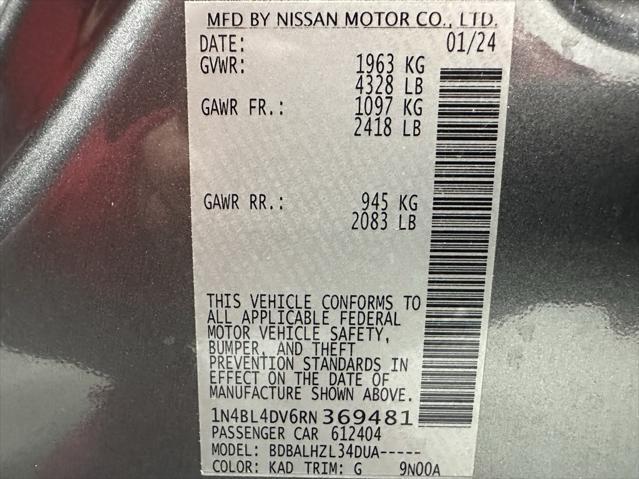 MFD BY NISSAN MOTOR CO., LTD.
DATE: 01/24
GVWR: 1963 KG
4328 LB
GAWR FR.: 1097 KG
2418 LB
GAWR RR.: 945 KG
2083 LB
THIS VEHICLE CONFORMS TO
ALL APPLICABLE FEDERAL
MOTOR VEHICLE SAFETY,
BUMPER, AND THEFT
PREVENTION STANDARDS IN
EFFECT ON THE DATE OF
MANUFACTURE SHOWN ABOVE.
1N4BL4DV6RN369481
PASSENGER CAR 612404
MODEL: BDBALHZL34DUA-----
COLOR: KAD TRIM: G 9N00A